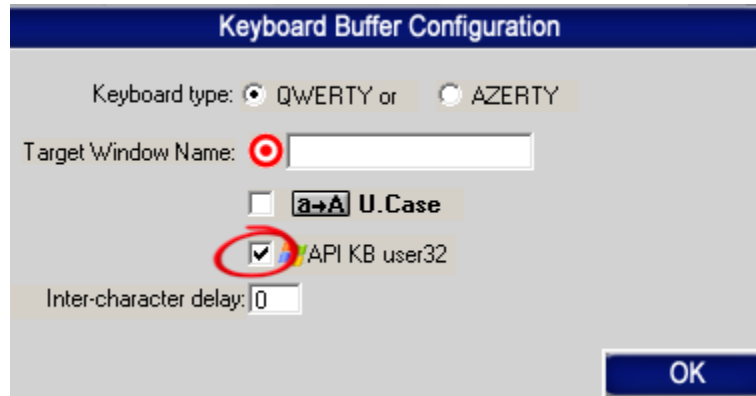 Keyboard Buffer Configuration
Keyboard type: QWERTY or AZERTY
Target Window Name:
a→A U.Case
API KB user32
Inter-character delay: 0
OK